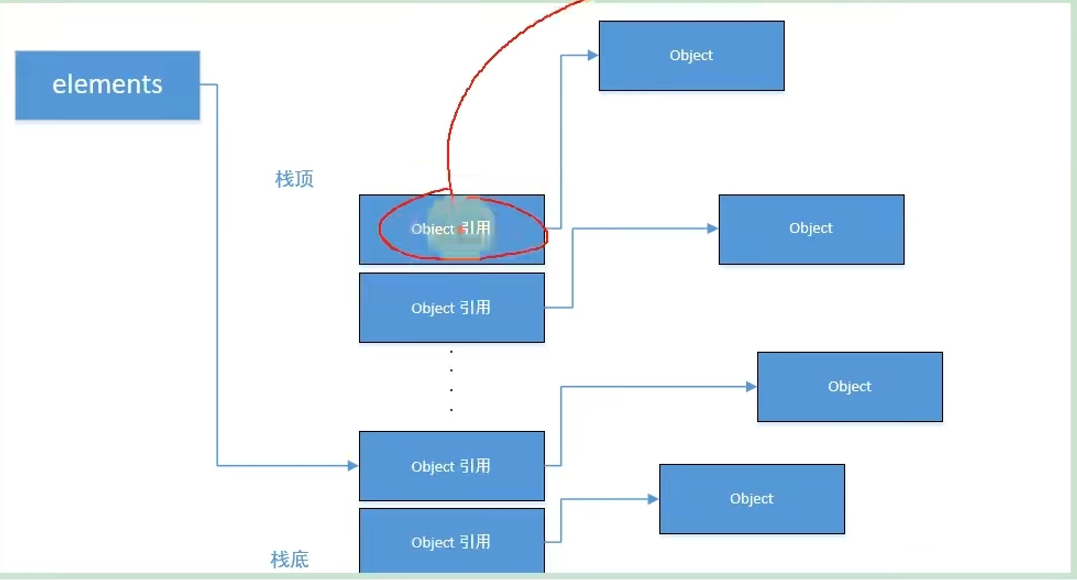 Object
elements
栈顶
Object 引用
Object
Object 引用
Object
Object 引用
Object
Object 引用
栈底